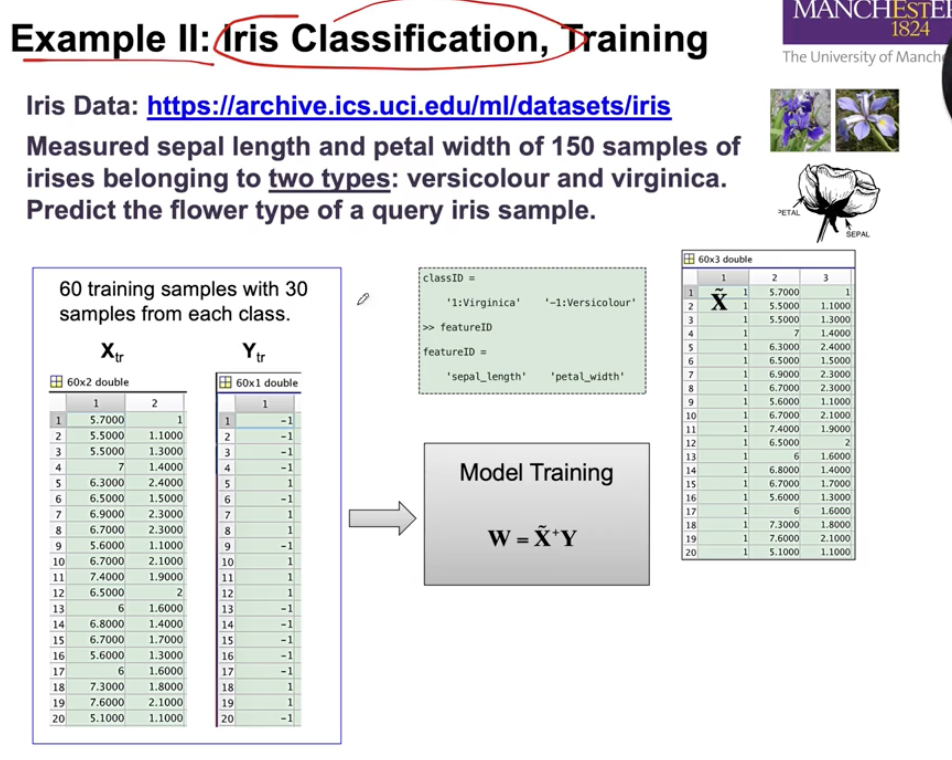 Example II: Iris Classification, Training
MANCHESTER
1824
The University of Manch
Iris Data: https://archive.ics.uci.edu/ml/datasets/iris
Measured sepal length and petal width of 150 samples of
irises belonging to two types: versicolour and virginica.
Predict the flower type of a query iris sample.
PETAL
SEPAL
60 training samples with 30
samples from each class.
Xtr
Ytr
60x2 double
1 2
1 5.7000 1
2 5.5000 1.1000
3 5.5000 1.3000
4 7 1.4000
5 6.3000 2.4000
6 6.5000 1.5000
7 6.9000 2.3000
8 6.7000 2.3000
9 5.6000 1.1000
10 6.7000 2.1000
11 7.4000 1.9000
12 6.5000 2
13 6 1.6000
14 6.8000 1.4000
15 6.7000 1.7000
16 5.6000 1.3000
17 6 1.6000
18 7.3000 1.8000
19 7.6000 2.1000
20 5.1000 1.1000
60x1 double
1
1 -1
2 -1
3 -1
4 -1
5 1
6 -1
7 1
8 1
9 -1
10 1
11 1
12 1
13 -1
14 -1
15 -1
16 -1
17 -1
18 1
19 1
20 -1
classID =
'1:Virginica' '-1:Versicolour'
>> featureID
featureID =
'sepal_length' 'petal_width'
Model Training
W = X̃⁺Y
60x3 double
X̃
1 2 3
1 1 5.7000 1
2 1 5.5000 1.1000
3 1 5.5000 1.3000
4 1 7 1.4000
5 1 6.3000 2.4000
6 1 6.5000 1.5000
7 1 6.9000 2.3000
8 1 6.7000 2.3000
9 1 5.6000 1.1000
10 1 6.7000 2.1000
11 1 7.4000 1.9000
12 1 6.5000 2
13 1 6 1.6000
14 1 6.8000 1.4000
15 1 6.7000 1.7000
16 1 5.6000 1.3000
17 1 6 1.6000
18 1 7.3000 1.8000
19 1 7.6000 2.1000
20 1 5.1000 1.1000